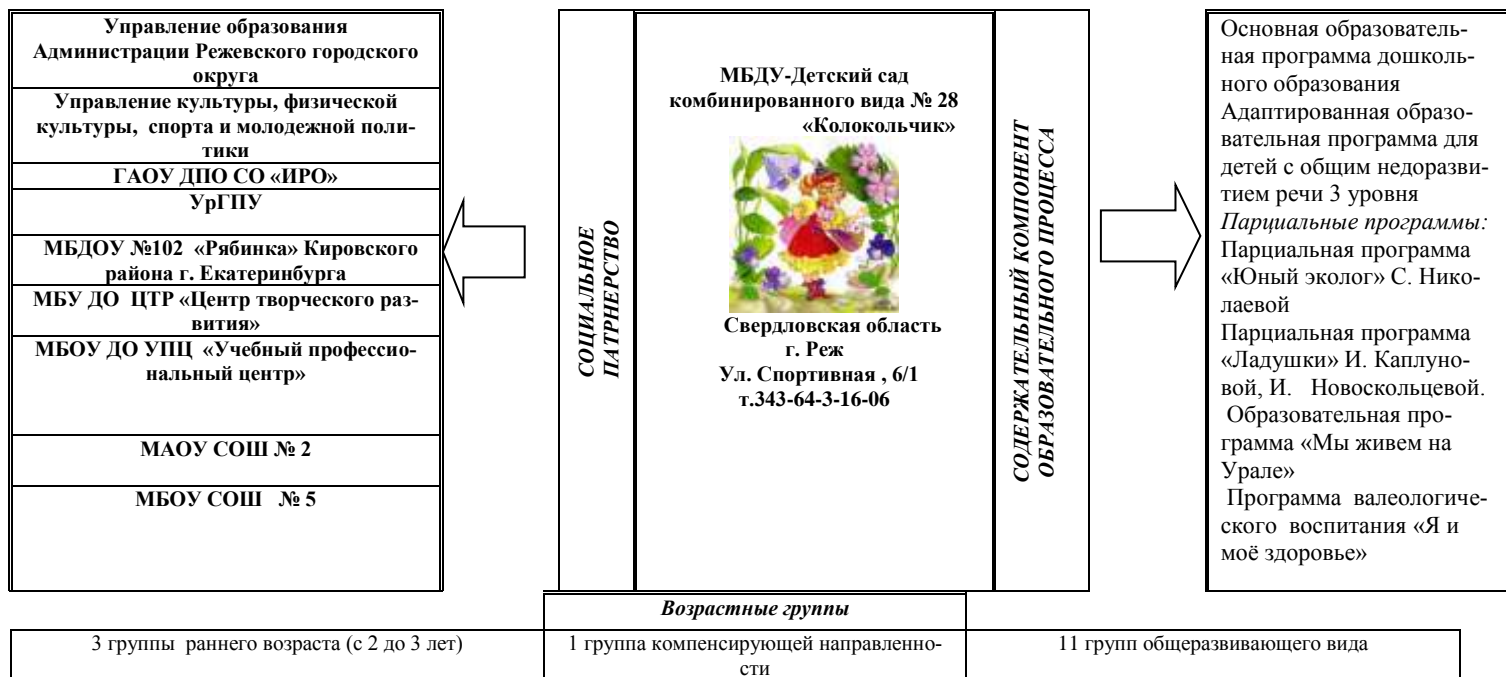 Управление образования
Администрации Режевского городского
округа
Управление культуры, физической
культуры, спорта и молодежной поли-
тики
ГАОУ ДПО СО «ИРО»
УрГПУ
МБДОУ №102 «Рябинка» Кировского
района г. Екатеринбурга
МБУ ДО ЦТР «Центр творческого раз-
вития»
МБОУ ДО УПЦ «Учебный профессио-
нальный центр»
МАОУ СОШ № 2
МБОУ СОШ № 5
СОЦИАЛЬНОЕ
ПАТРНЕРСТВО
МБДУ-Детский сад
комбинированного вида № 28
«Колокольчик»
Свердловская область
г. Реж
Ул. Спортивная , 6/1
т.343-64-3-16-06
СОДЕРЖАТЕЛЬНЫЙ КОМПОНЕНТ
ОБРАЗОВАТЕЛЬНОГО ПРОЦЕССА
Основная образователь-
ная программа дошколь-
ного образования
Адаптированная образо-
вательная программа для
детей с общим недоразви-
тием речи 3 уровня
Парциальные программы:
Парциальная программа
«Юный эколог» С. Нико-
лаевой
Парциальная программа
«Ладушки» И. Каплуно-
вой, И. Новоскольцевой.
Образовательная про-
грамма «Мы живем на
Урале»
Программа валеологиче-
ского воспитания «Я и
моё здоровье»
Возрастные группы
3 группы раннего возраста (с 2 до 3 лет)
1 группа компенсирующей направленно-
сти
11 групп общеразвивающего вида